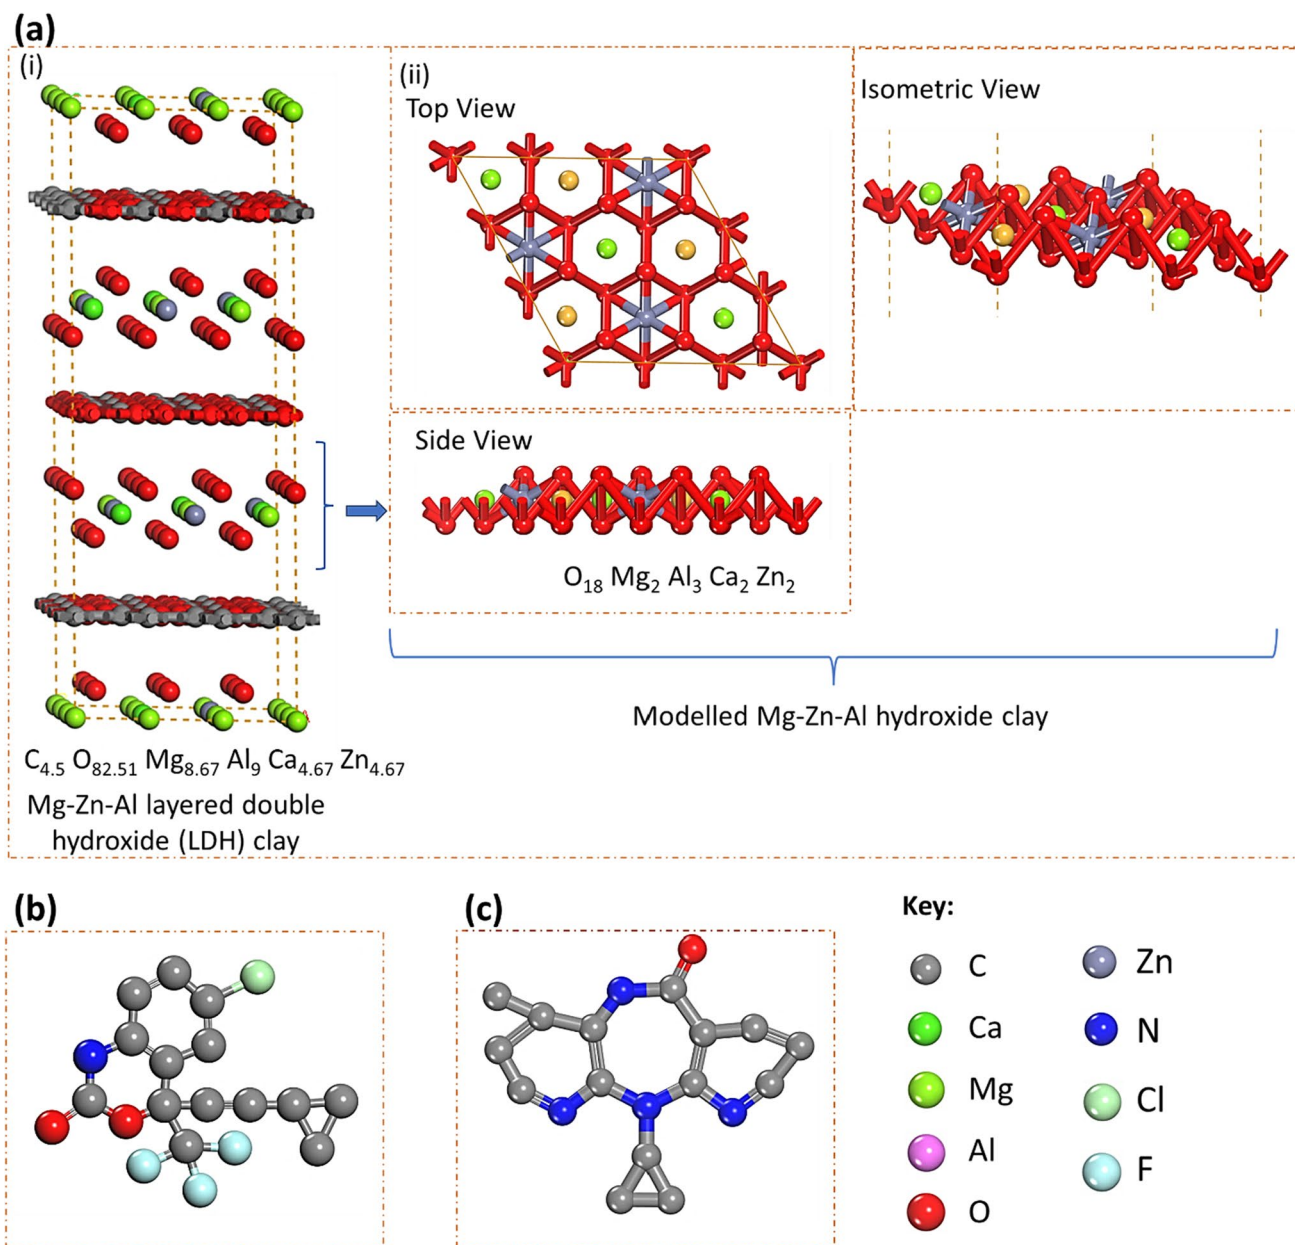 (a)
(i)
(ii)
Top View
Isometric View
Side View
O18 Mg2 Al3 Ca2 Zn2
Modelled Mg-Zn-Al hydroxide clay
C4.5 O82.51 Mg8.67 Al9 Ca4.67 Zn4.67
Mg-Zn-Al layered double
hydroxide (LDH) clay
(b)
(c)
Key:
C
Ca
Mg
Al
O
Zn
N
Cl
F